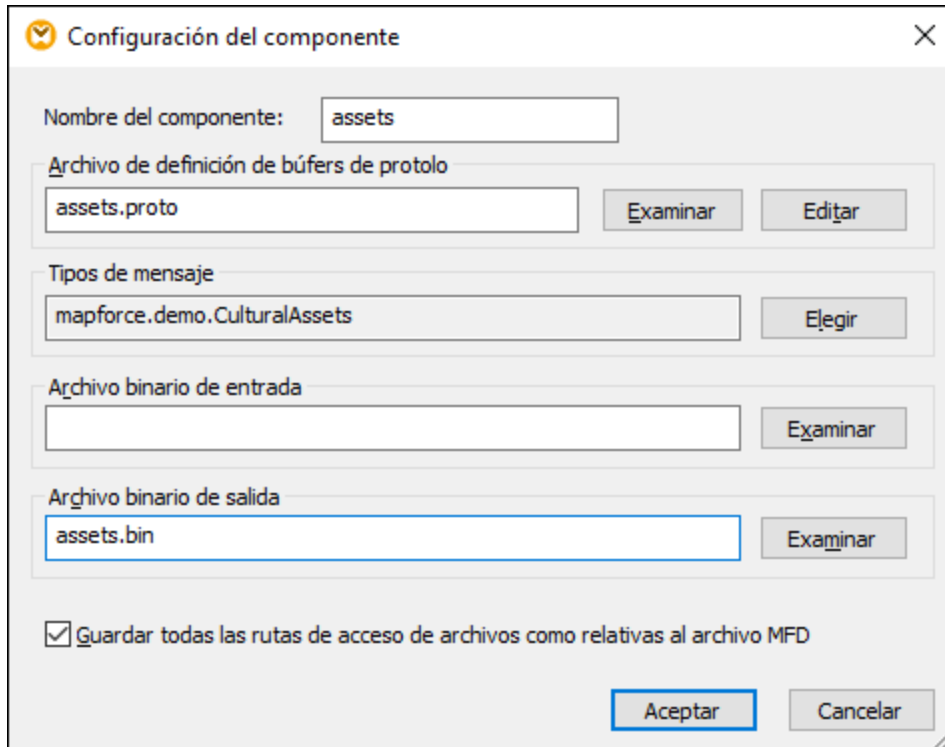 Configuración del componente
Nombre del componente: assets
Archivo de definición de búfers de protolo
assets.proto Examinar Editar
Tipos de mensaje
mapforce.demo.CulturalAssets Elegir
Archivo binario de entrada
Examinar
Archivo binario de salida
assets.bin Examinar
Guardar todas las rutas de acceso de archivos como relativas al archivo MFD
Aceptar Cancelar